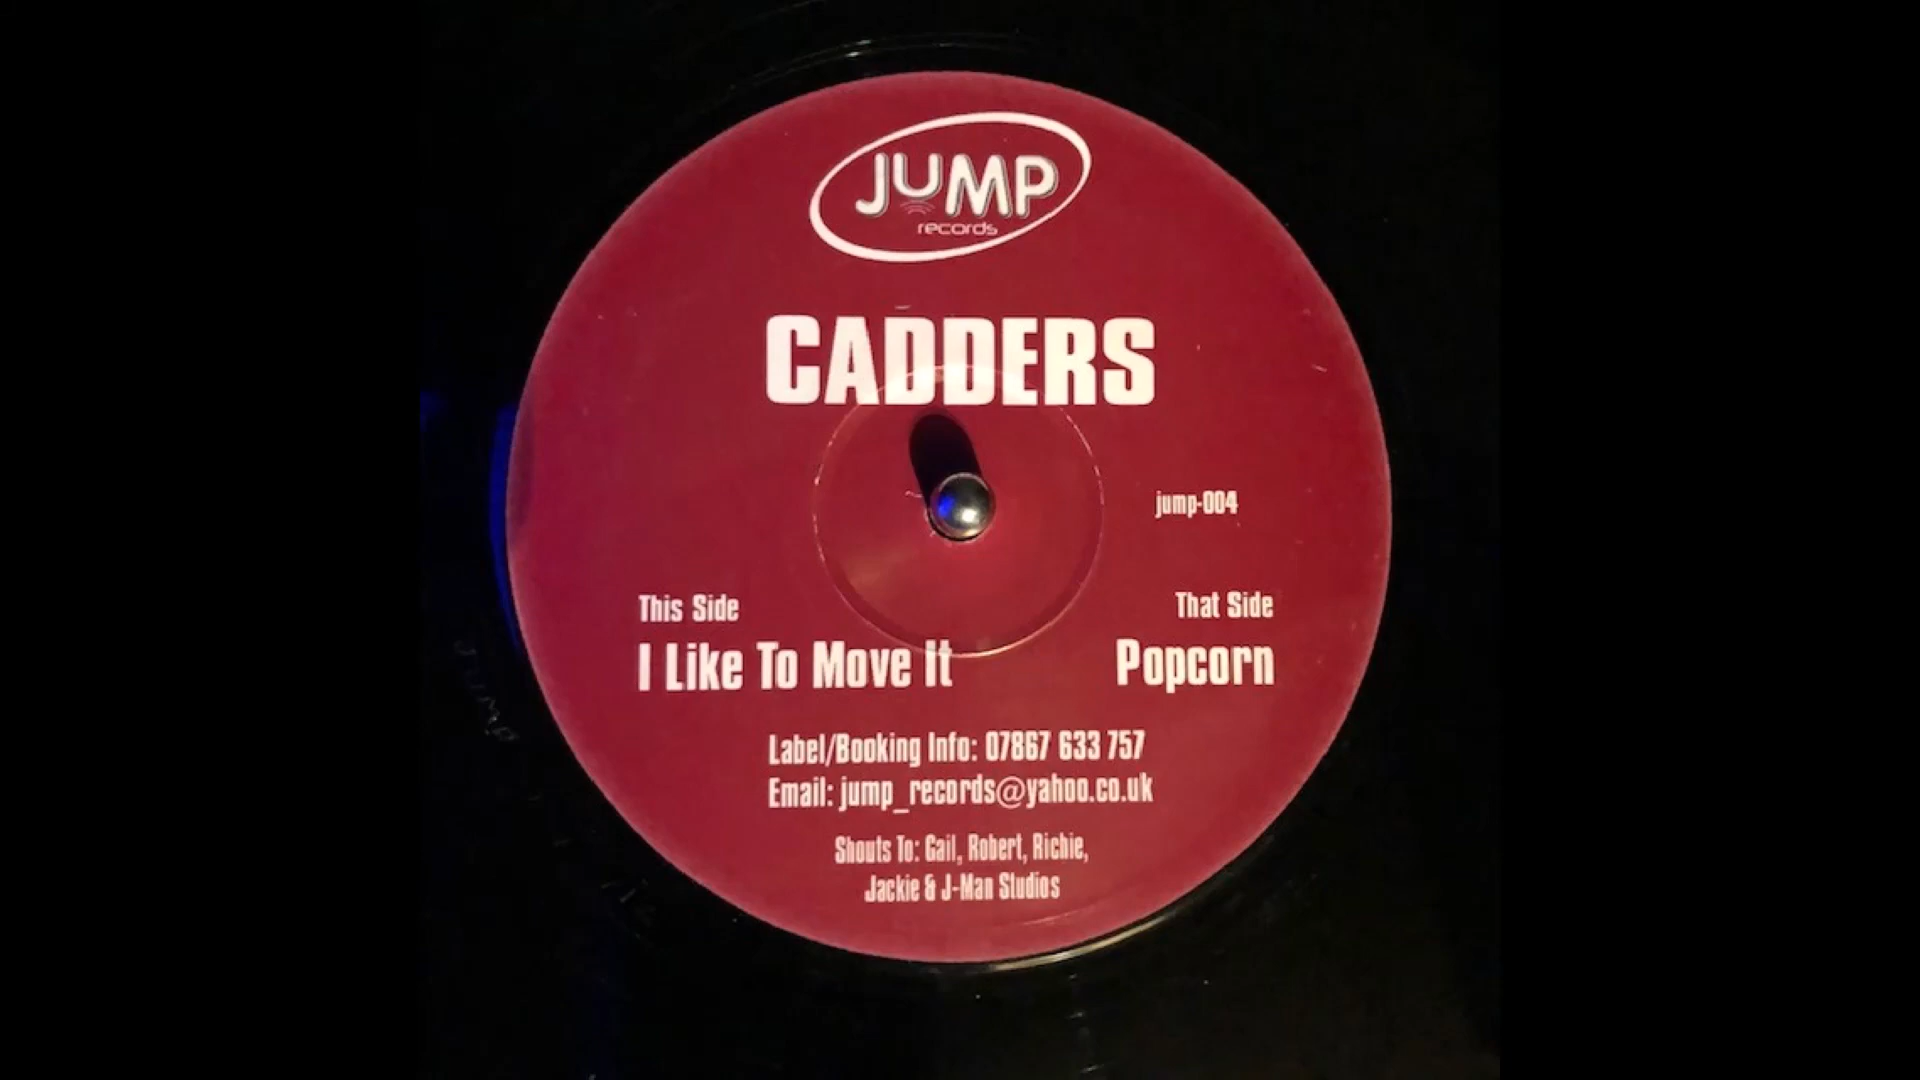 JUMP
records
CADDERS
jump-004
This Side
That Side
I Like To Move It
Popcorn
Label/Booking Info: 07867 633 757
Email: jump_records@yahoo.co.uk
Shouts To: Gail, Robert, Richie,
Jackie & J-Man Studios
JUMP